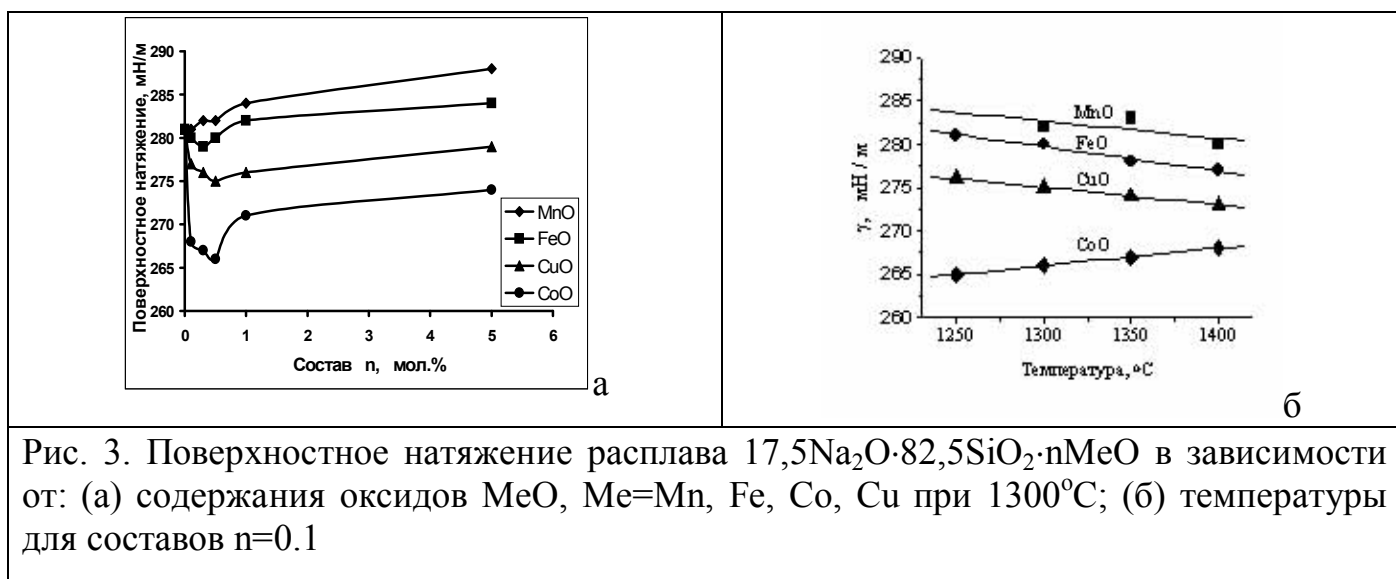 Поверхностное натяжение, мН/м
290
285
280
275
270
265
260
0 1 2 3 4 5 6
Состав n, мол.%
MnO
FeO
CuO
CoO
а
γ, мН / м
290
285
280
275
270
265
260
MnO
FeO
CuO
CoO
1250 1300 1350 1400
Температура, °C
б
Рис. 3. Поверхностное натяжение расплава 17,5Na₂O·82,5SiO₂·nMeO в зависимости
от: (а) содержания оксидов MeO, Me=Mn, Fe, Co, Cu при 1300°С; (б) температуры
для составов n=0.1